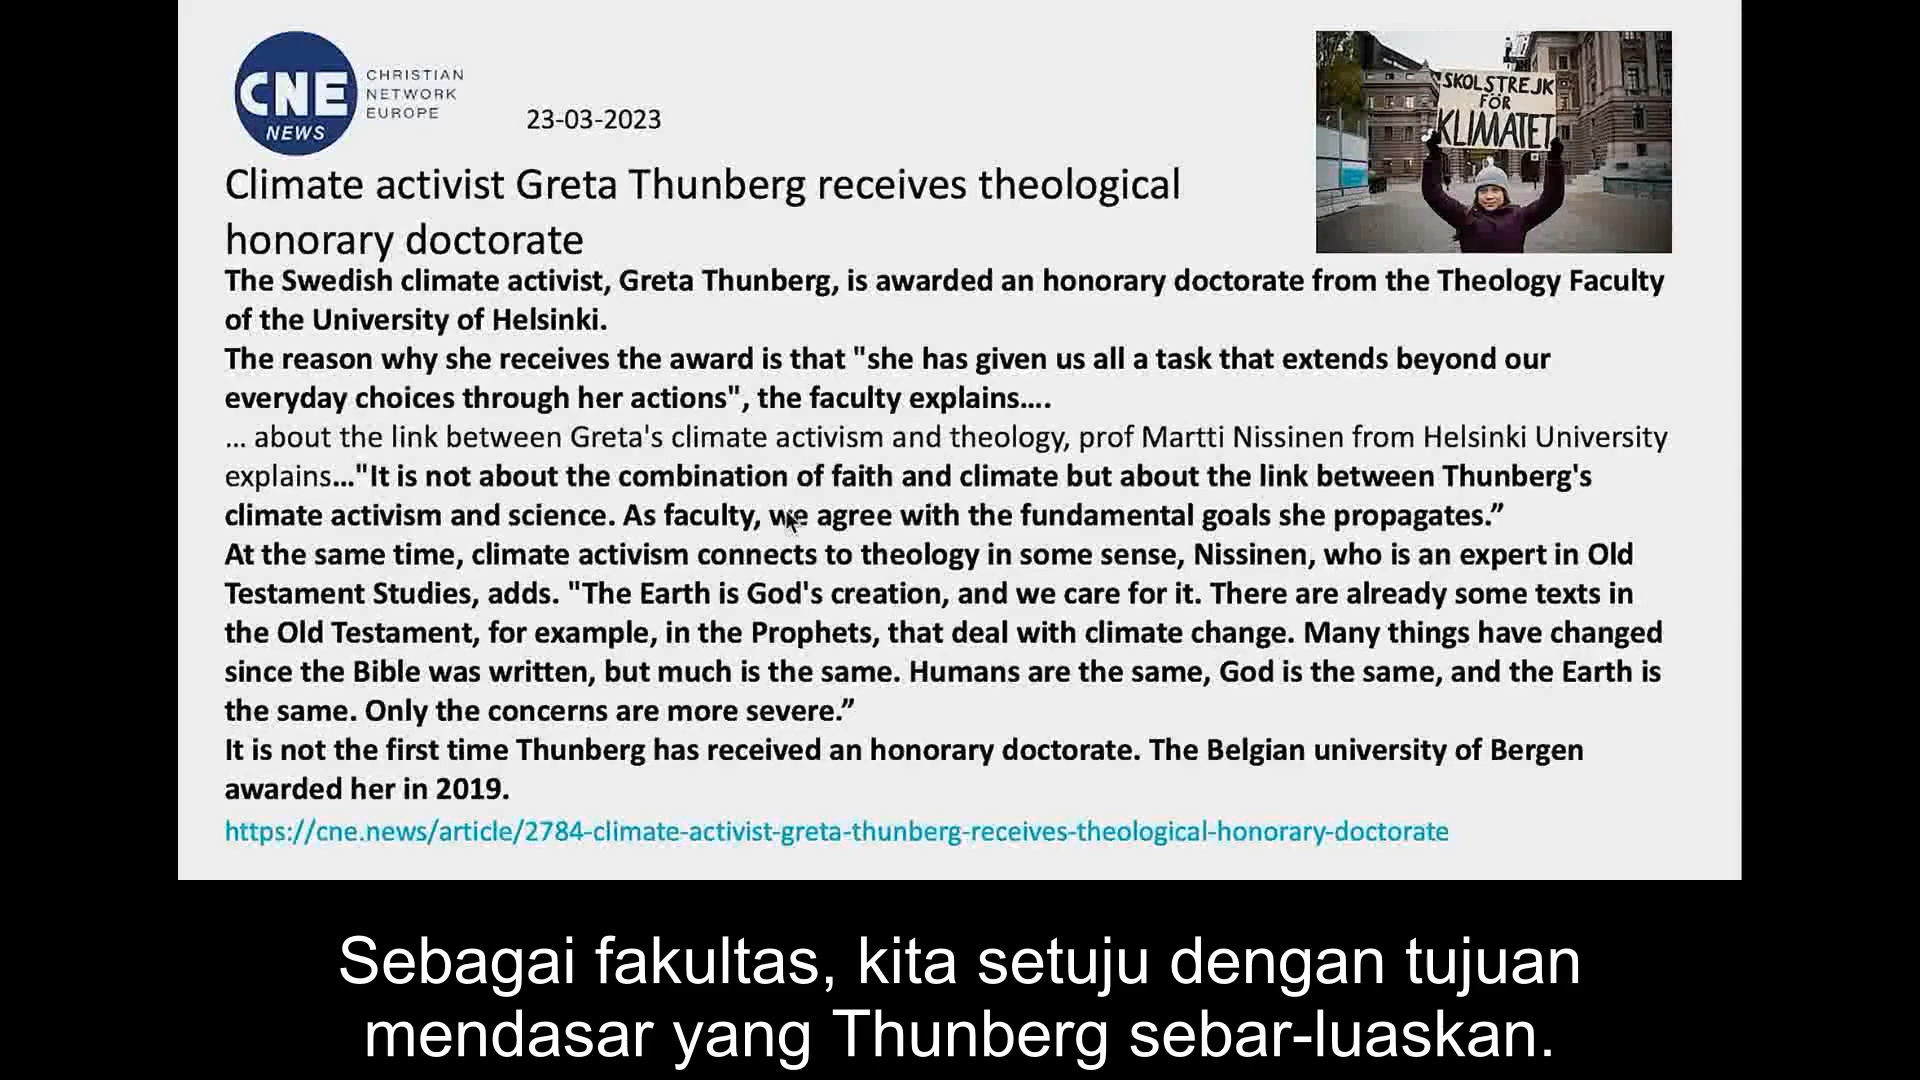 CNE
NEWS
CHRISTIAN
NETWORK
EUROPE
23-03-2023
SKOLSTREJK
FÖR
KLIMATET
Climate activist Greta Thunberg receives theological
honorary doctorate
The Swedish climate activist, Greta Thunberg, is awarded an honorary doctorate from the Theology Faculty
of the University of Helsinki.
The reason why she receives the award is that "she has given us all a task that extends beyond our
everyday choices through her actions", the faculty explains....
... about the link between Greta's climate activism and theology, prof Martti Nissinen from Helsinki University
explains..."It is not about the combination of faith and climate but about the link between Thunberg's
climate activism and science. As faculty, we agree with the fundamental goals she propagates.”
At the same time, climate activism connects to theology in some sense, Nissinen, who is an expert in Old
Testament Studies, adds. "The Earth is God's creation, and we care for it. There are already some texts in
the Old Testament, for example, in the Prophets, that deal with climate change. Many things have changed
since the Bible was written, but much is the same. Humans are the same, God is the same, and the Earth is
the same. Only the concerns are more severe.”
It is not the first time Thunberg has received an honorary doctorate. The Belgian university of Bergen
awarded her in 2019.
https://cne.news/article/2784-climate-activist-greta-thunberg-receives-theological-honorary-doctorate
Sebagai fakultas, kita setuju dengan tujuan
mendasar yang Thunberg sebar-luaskan.